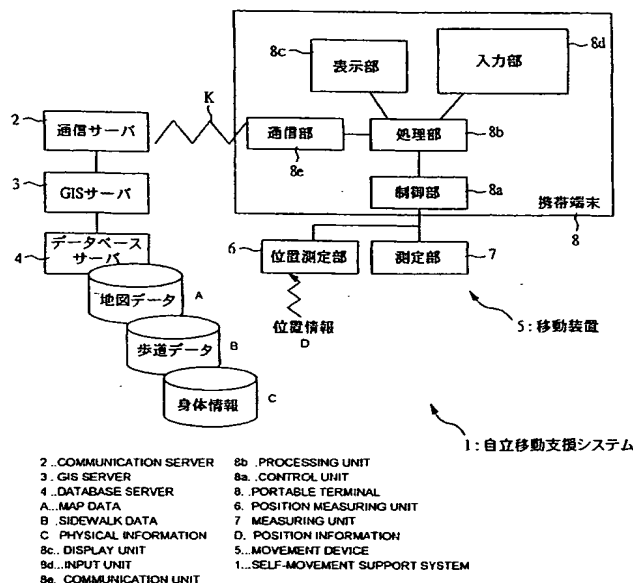 8c
表示部
入力部
8d
K
2
通信サーバ
通信部
8e
処理部
8b
3
GISサーバ
制御部
8a
携帯端末
8
4
データベース
サーバ
6
位置測定部
測定部
7
地図データ
A
位置情報
D
5:移動装置
歩道データ
B
身体情報
C
1:自立移動支援システム
2...COMMUNICATION SERVER
3...GIS SERVER
4...DATABASE SERVER
A...MAP DATA
B...SIDEWALK DATA
C...PHYSICAL INFORMATION
8c...DISPLAY UNIT
8d...INPUT UNIT
8e...COMMUNICATION UNIT
8b...PROCESSING UNIT
8a...CONTROL UNIT
8...PORTABLE TERMINAL
6...POSITION MEASURING UNIT
7...MEASURING UNIT
D...POSITION INFORMATION
5...MOVEMENT DEVICE
1...SELF-MOVEMENT SUPPORT SYSTEM